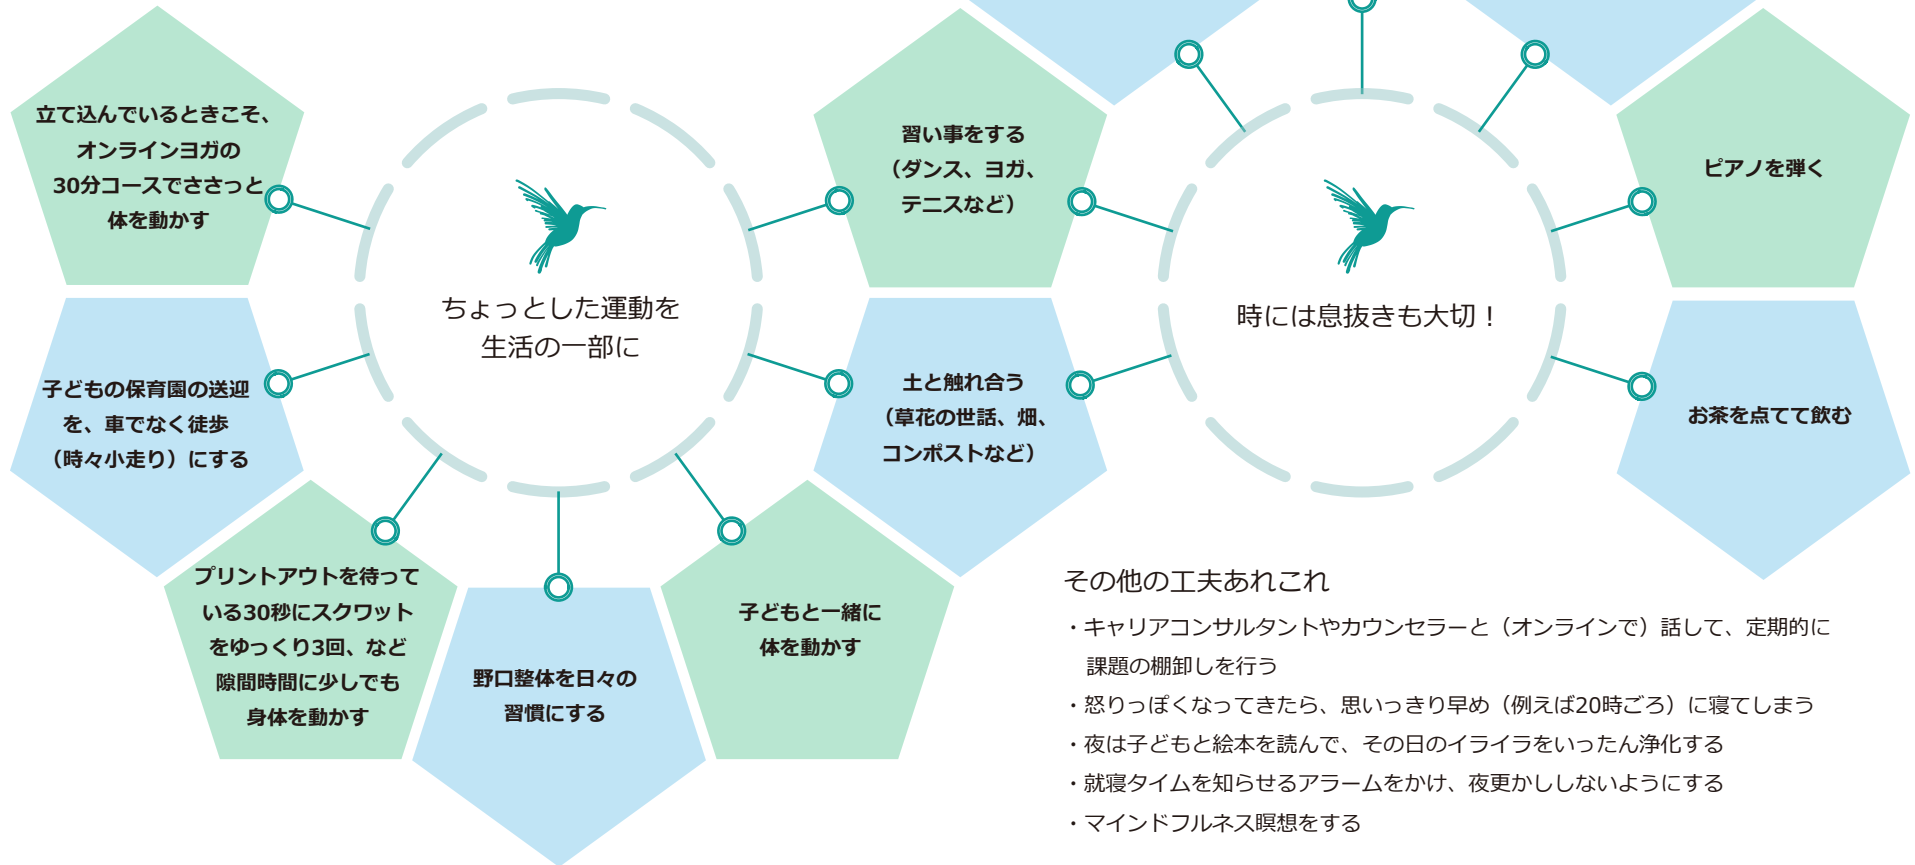 立て込んでいるときこそ、
オンラインヨガの
30分コースでささっと
体を動かす
子どもの保育園の送迎
を、車でなく徒歩
（時々小走り）にする
プリントアウトを待って
いる30秒にスクワット
をゆっくり3回、など
隙間時間に少しでも
身体を動かす
野口整体を日々の
習慣にする
子どもと一緒に
体を動かす
ちょっとした運動を
生活の一部に
習い事をする
（ダンス、ヨガ、
テニスなど）
土と触れ合う
（草花の世話、畑、
コンポストなど）
時には息抜きも大切！
ピアノを弾く
お茶を点てて飲む
その他の工夫あれこれ
・キャリアコンサルタントやカウンセラーと（オンラインで）話して、定期的に
課題の棚卸しを行う
・怒りっぽくなってきたら、思いっきり早め（例えば20時ごろ）に寝てしまう
・夜は子どもと絵本を読んで、その日のイライラをいったん浄化する
・就寝タイムを知らせるアラームをかけ、夜更かししないようにする
・マインドフルネス瞑想をする